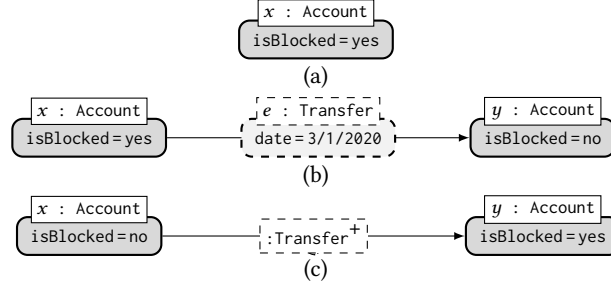 x : Account
isBlocked=yes
(a)
x : Account e : Transfer y : Account
isBlocked=yes date=3/1/2020 isBlocked=no
(b)
x : Account y : Account
isBlocked=no :Transfer+ isBlocked=yes
(c)